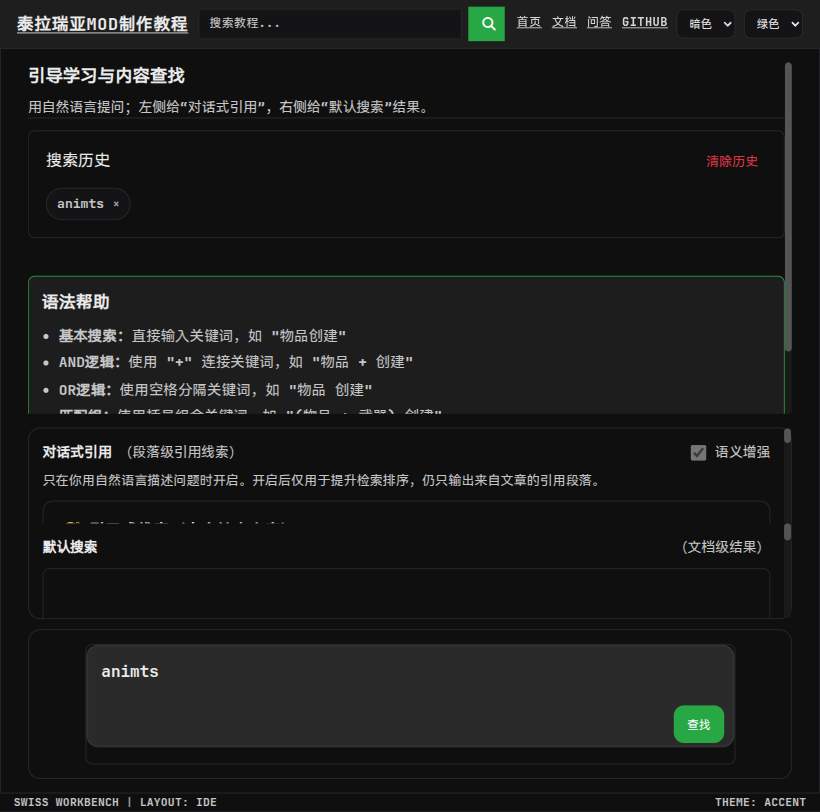 泰拉瑞亚MOD制作教程 搜索教程... 首页 文档 问答 GITHUB 暗色 绿色
引导学习与内容查找
用自然语言提问；左侧给“对话式引用”，右侧给“默认搜索”结果。
搜索历史 清除历史
animts ×
语法帮助
• 基本搜索：直接输入关键词，如 "物品创建"
• AND逻辑：使用 "+" 连接关键词，如 "物品 + 创建"
• OR逻辑：使用空格分隔关键词，如 "物品 创建"
对话式引用 （段落级引用线索） 语义增强
只在你用自然语言描述问题时开启。开启后仅用于提升检索排序，仍只输出来自文章的引用段落。
默认搜索 （文档级结果）
animts
查找
SWISS WORKBENCH | LAYOUT: IDE THEME: ACCENT